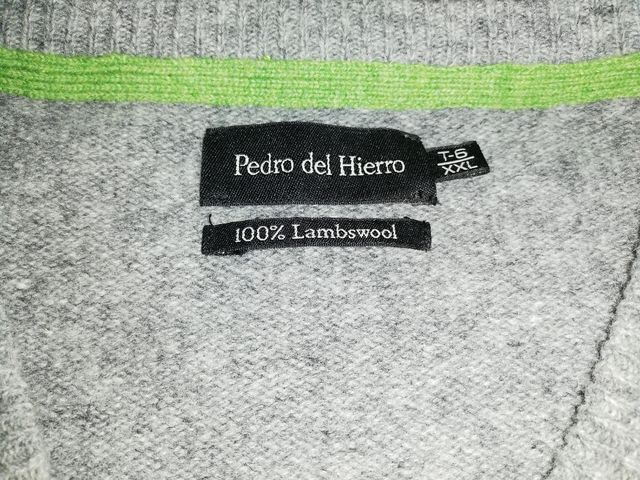 Pedro del Hierro
T-6
XXL
100% Lambswool